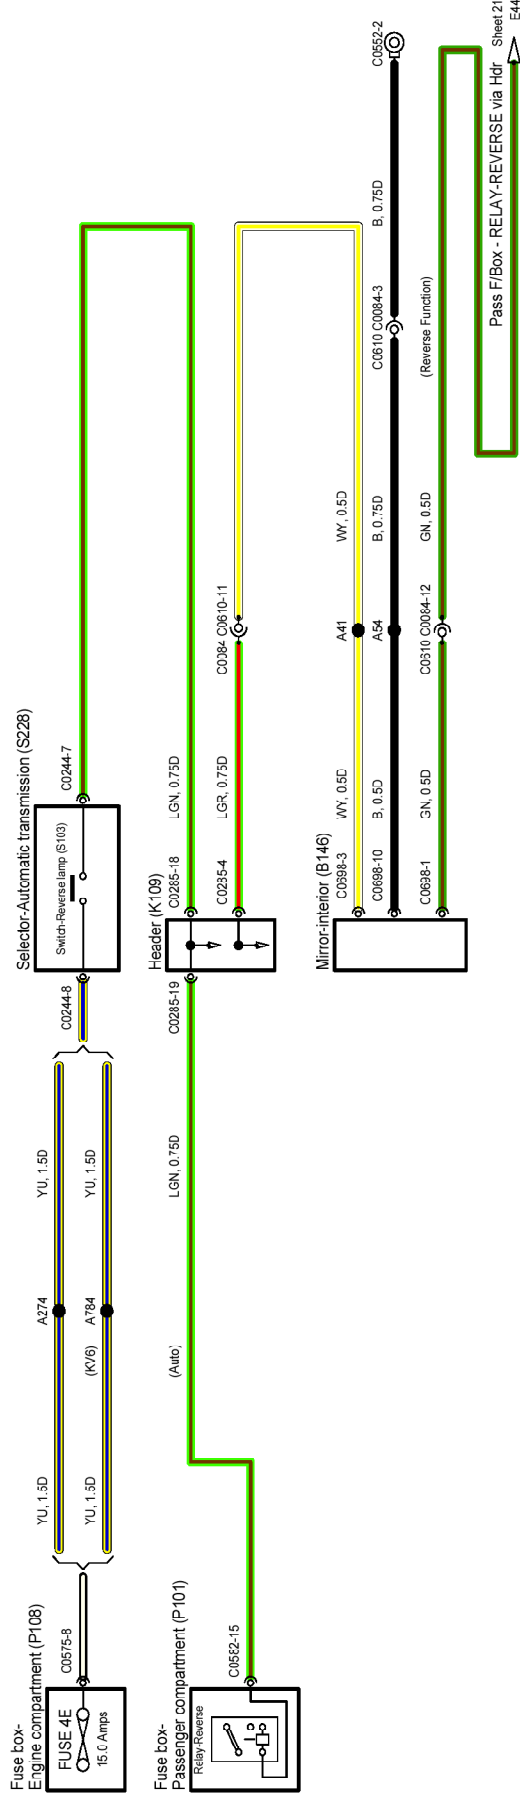 Fuse box-
Engine compartment (P108)
FUSE 4E
15.0 Amps
C0575-8
YU, 1.5D
YU, 1.5D
A274
A784
(KV6)
YU, 1.5D
YU, 1.5D
C0244-8
Selector-Automatic transmission (S228)
Switch-Reverse lamp (S103)
C0244-7
Fuse box-
Passenger compartment (P101)
Relay-Reverse
C0582-15
(Auto)
LGN, 0.75D
C0285-19
Header (K109)
C0285-18
LGN, 0.75D
C0285-4
LGR, 0.75D
C0084 C0610-11
Mirror-interior (B146)
C0698-3
WY, 0.5D
A41
WY, 0.5D
C0698-10
B, 0.5D
A54
B, 0.75D
C0610 C0084-3
B, 0.75D
C0552-2
C0698-1
GN, 0.5D
C0610 C0084-12
GN, 0.5D
(Reverse Function)
Pass F/Box - RELAY-REVERSE via Hdr
Sheet 21
E44